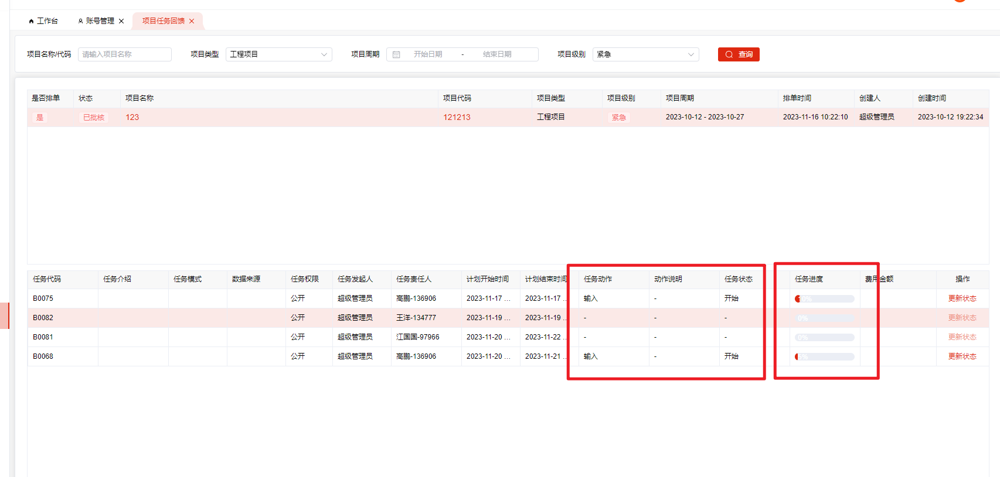 工作台 账号管理 项目任务回馈
项目名称/代码 请输入项目名称 项目类型 工程项目 项目周期 开始日期 - 结束日期 项目级别 紧急 查询
是否排单 状态 项目名称 项目代码 项目类型 项目级别 项目周期 排单时间 创建人 创建时间
是 已批核 123 121213 工程项目 紧急 2023-10-12 - 2023-10-27 2023-11-16 10:22:10 超级管理员 2023-10-12 19:22:34
任务代码 任务介绍 任务模式 数据来源 任务权限 任务发起人 任务责任人 计划开始时间 计划结束时间 任务动作 动作说明 任务状态 任务进度 费用金额 操作
B0075 公开 超级管理员 高鹏-136906 2023-11-17 ... 2023-11-17 .. 输入 - 开始 10% 更新状态
B0082 公开 超级管理员 王洋-134777 2023-11-19 ... 2023-11-19 .. - - - 0% 更新状态
B0081 公开 超级管理员 江国国-97966 2023-11-20 ... 2023-11-22 .. - - - 0% 更新状态
B0068 公开 超级管理员 高鹏-136906 2023-11-20 ... 2023-11-21 .. 输入 - 开始 5% 更新状态